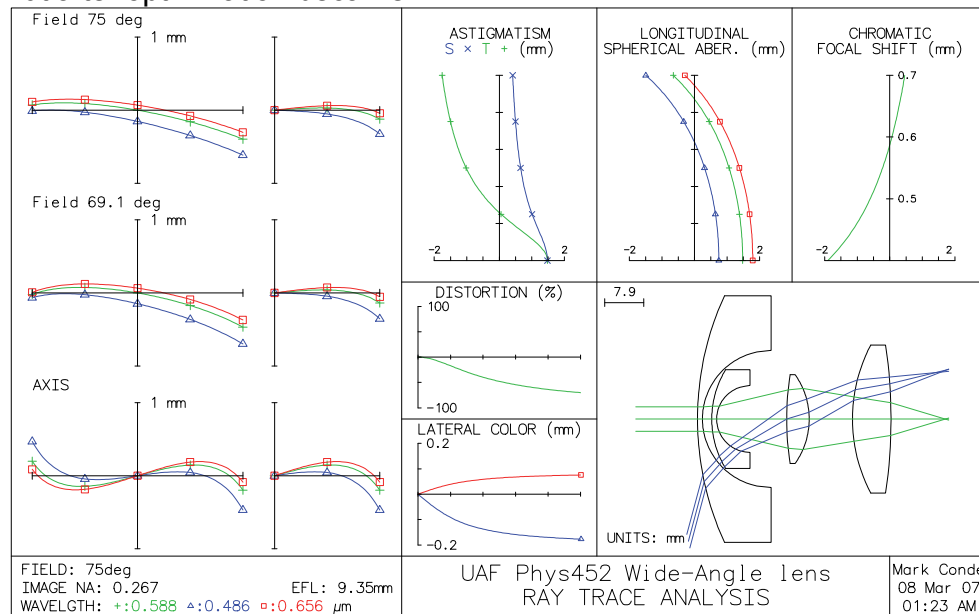 Field 75 deg
1 mm
Field 69.1 deg
1 mm
AXIS
1 mm
ASTIGMATISM
S × T + (mm)
-2
2
LONGITUDINAL
SPHERICAL ABER. (mm)
-2
2
CHROMATIC
FOCAL SHIFT (mm)
0.7
0.6
0.5
-2
2
DISTORTION (%)
100
-100
LATERAL COLOR (mm)
0.2
-0.2
7.9
UNITS: mm
FIELD: 75deg
IMAGE NA: 0.267 EFL: 9.35mm
WAVELGTH: +:0.588 △:0.486 □:0.656 µm
UAF Phys452 Wide-Angle lens
RAY TRACE ANALYSIS
Mark Conde
08 Mar 07
01:23 AM